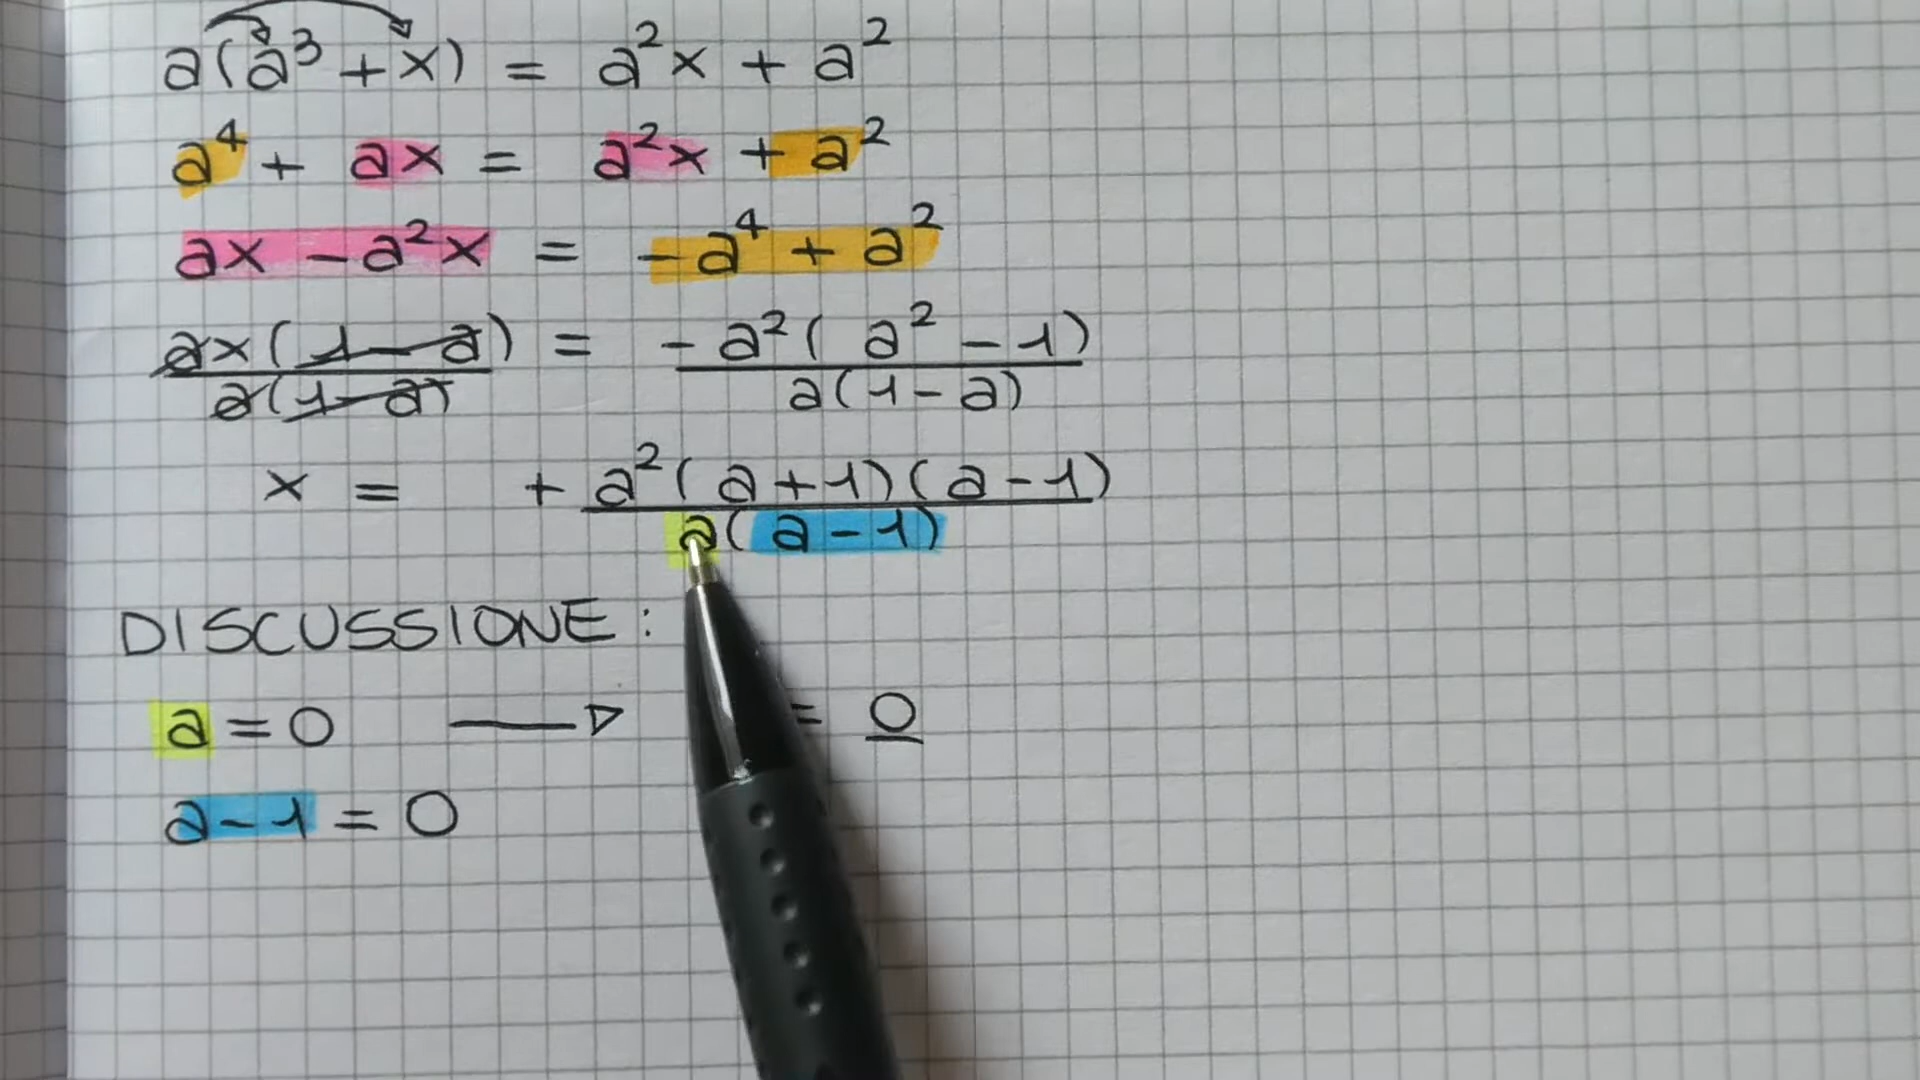 a(a³ + x) = a²x + a²
a⁴ + ax = a²x + a²
ax - a²x = -a⁴ + a²
ax(1-a)/a(1-a) = -a²(a²-1)/a(1-a)
x = + a²(a+1)(a-1)/a(a-1)
DISCUSSIONE:
a = 0 → = 0
a-1 = 0